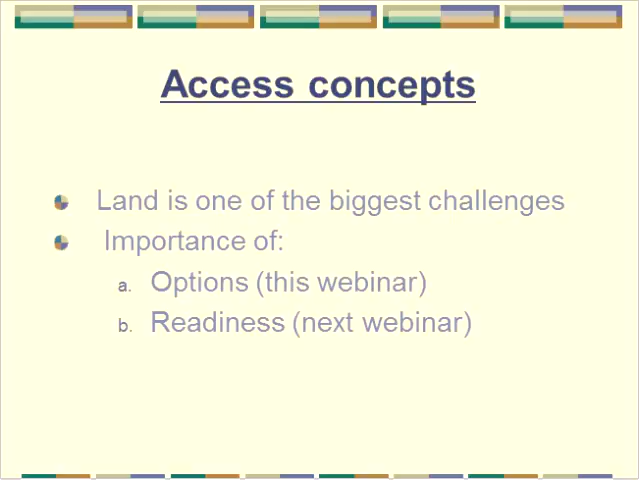 Access concepts
Land is one of the biggest challenges
Importance of:
a. Options (this webinar)
b. Readiness (next webinar)